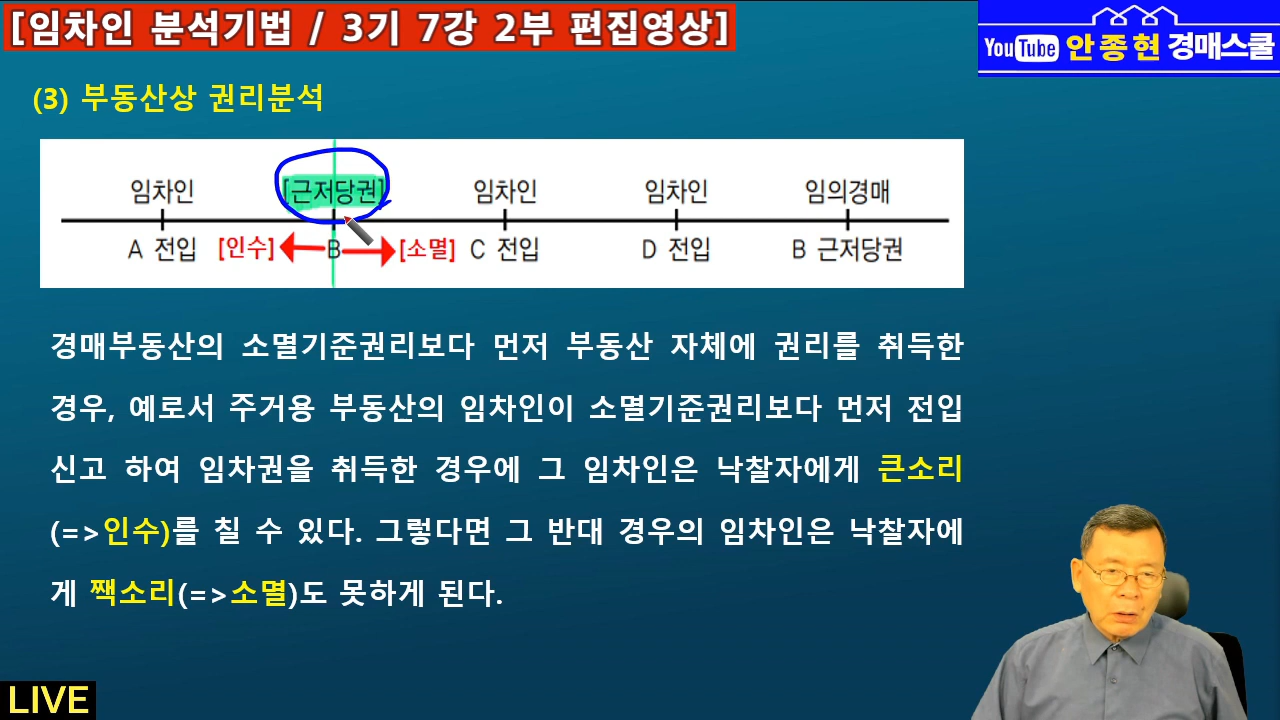 [임차인 분석기법 / 3기 7강 2부 편집영상]
YouTube 안종현 경매스쿨
(3) 부동산상 권리분석
임차인 [근저당권] 임차인 임차인 임의경매
A 전입 [인수] B [소멸] C 전입 D 전입 B 근저당권
경매부동산의 소멸기준권리보다 먼저 부동산 자체에 권리를 취득한
경우, 예로서 주거용 부동산의 임차인이 소멸기준권리보다 먼저 전입
신고 하여 임차권을 취득한 경우에 그 임차인은 낙찰자에게 큰소리
(=>인수)를 칠 수 있다. 그렇다면 그 반대 경우의 임차인은 낙찰자에
게 짹소리(=>소멸)도 못하게 된다.
LIVE